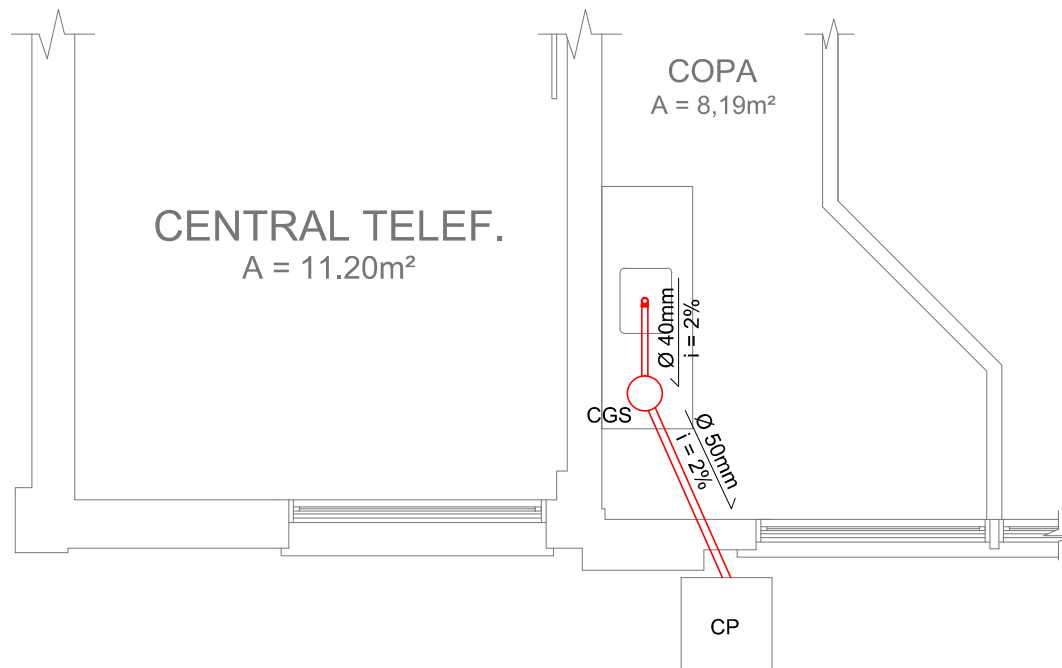 COPA
A = 8,19m²
CENTRAL TELEF.
A = 11.20m²
Ø 40mm
i = 2%
CGS
Ø 50mm
i = 2%
CP